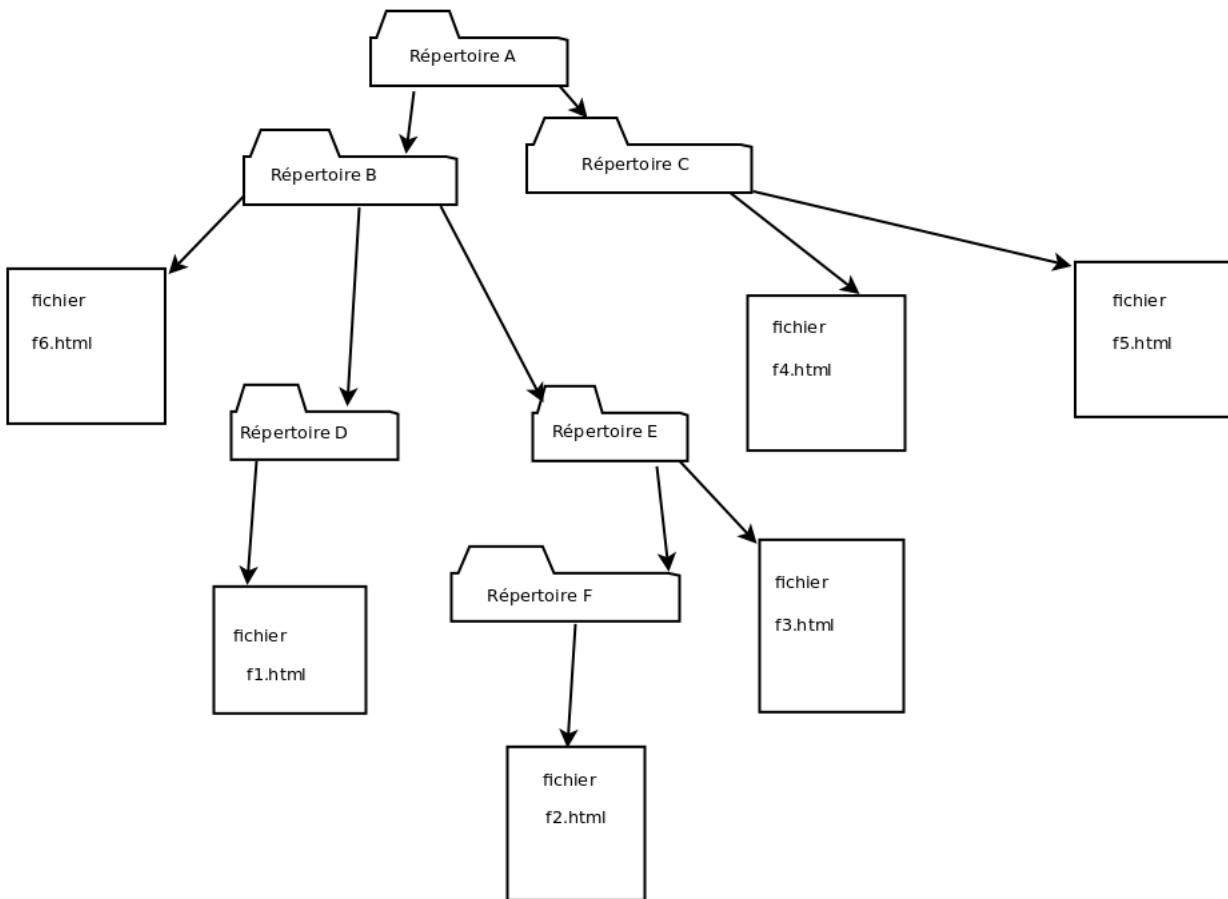 Répertoire A
Répertoire B
Répertoire C
fichier
f6.html
fichier
f4.html
fichier
f5.html
Répertoire D
Répertoire E
fichier
f1.html
Répertoire F
fichier
f3.html
fichier
f2.html